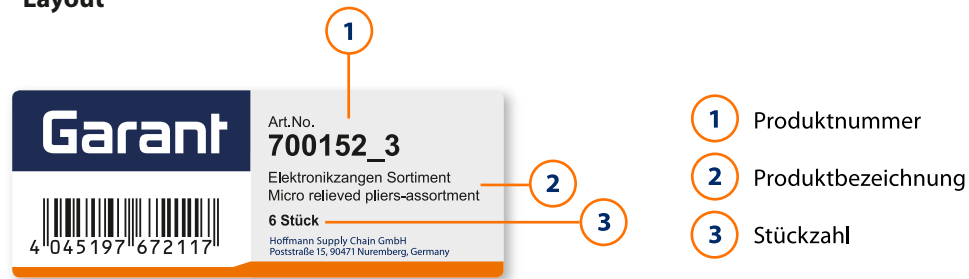 Layout
1
Garant
Art.No.
700152_3
Elektronikzangen Sortiment
Micro relieved pliers-assortment
2
6 Stück
3
Hoffmann Supply Chain GmbH
Poststraße 15, 90471 Nuremberg, Germany
4 045197 672117
1 Produktnummer
2 Produktbezeichnung
3 Stückzahl